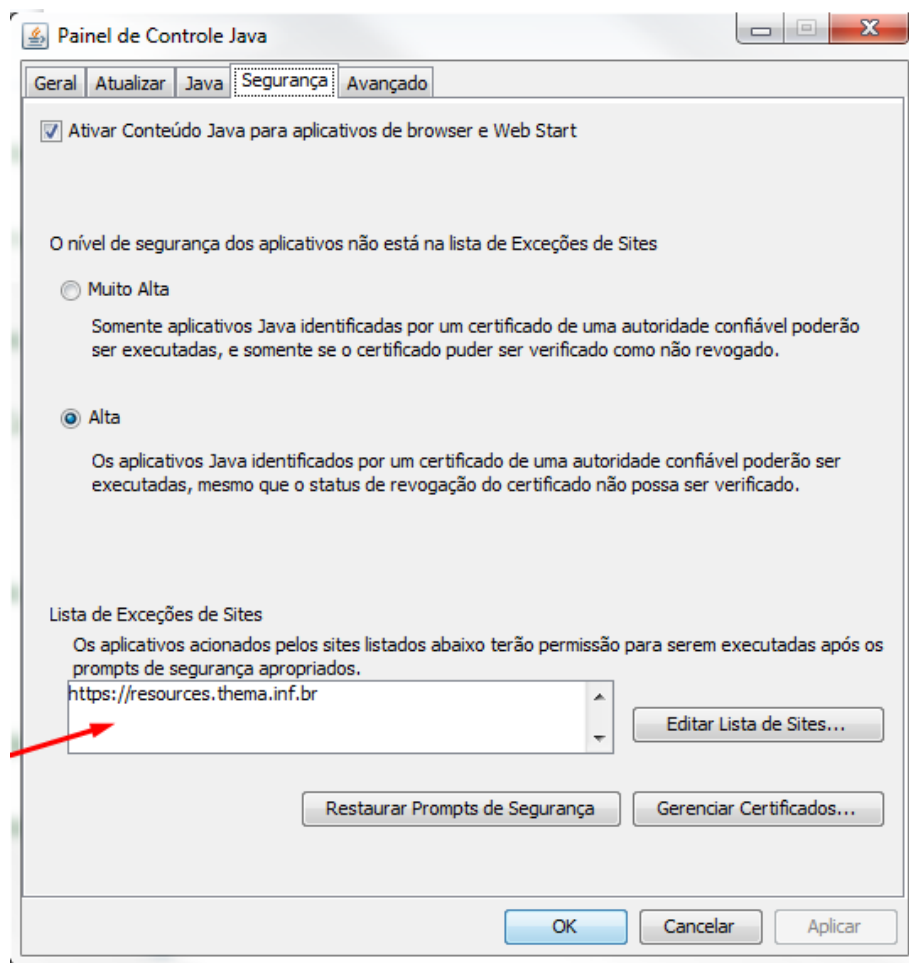 Painel de Controle Java
Geral Atualizar Java Segurança Avançado
Ativar Conteúdo Java para aplicativos de browser e Web Start
O nível de segurança dos aplicativos não está na lista de Exceções de Sites
Muito Alta
Somente aplicativos Java identificadas por um certificado de uma autoridade confiável poderão
ser executadas, e somente se o certificado puder ser verificado como não revogado.
Alta
Os aplicativos Java identificados por um certificado de uma autoridade confiável poderão ser
executadas, mesmo que o status de revogação do certificado não possa ser verificado.
Lista de Exceções de Sites
Os aplicativos acionados pelos sites listados abaixo terão permissão para serem executadas após os
prompts de segurança apropriados.
https://resources.thema.inf.br
Editar Lista de Sites...
Restaurar Prompts de Segurança Gerenciar Certificados...
OK Cancelar Aplicar